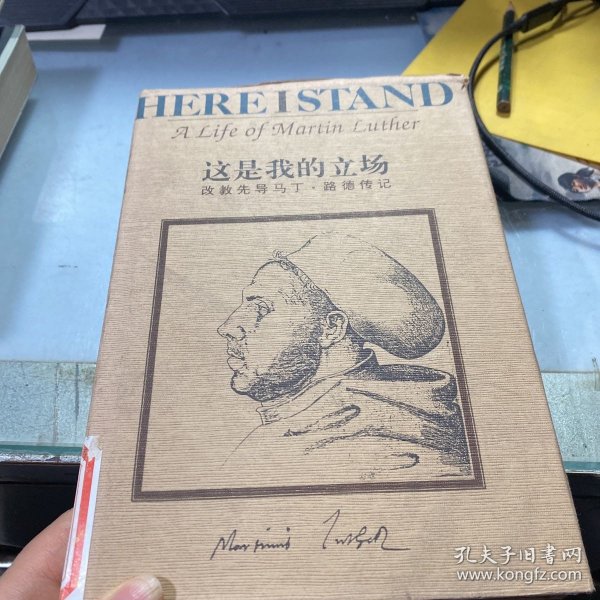 HERE I STAND
A Life of Martin Luther
这是我的立场
改教先导马丁·路德传记
Martinus Luther
孔夫子旧书网
www.kongfz.com